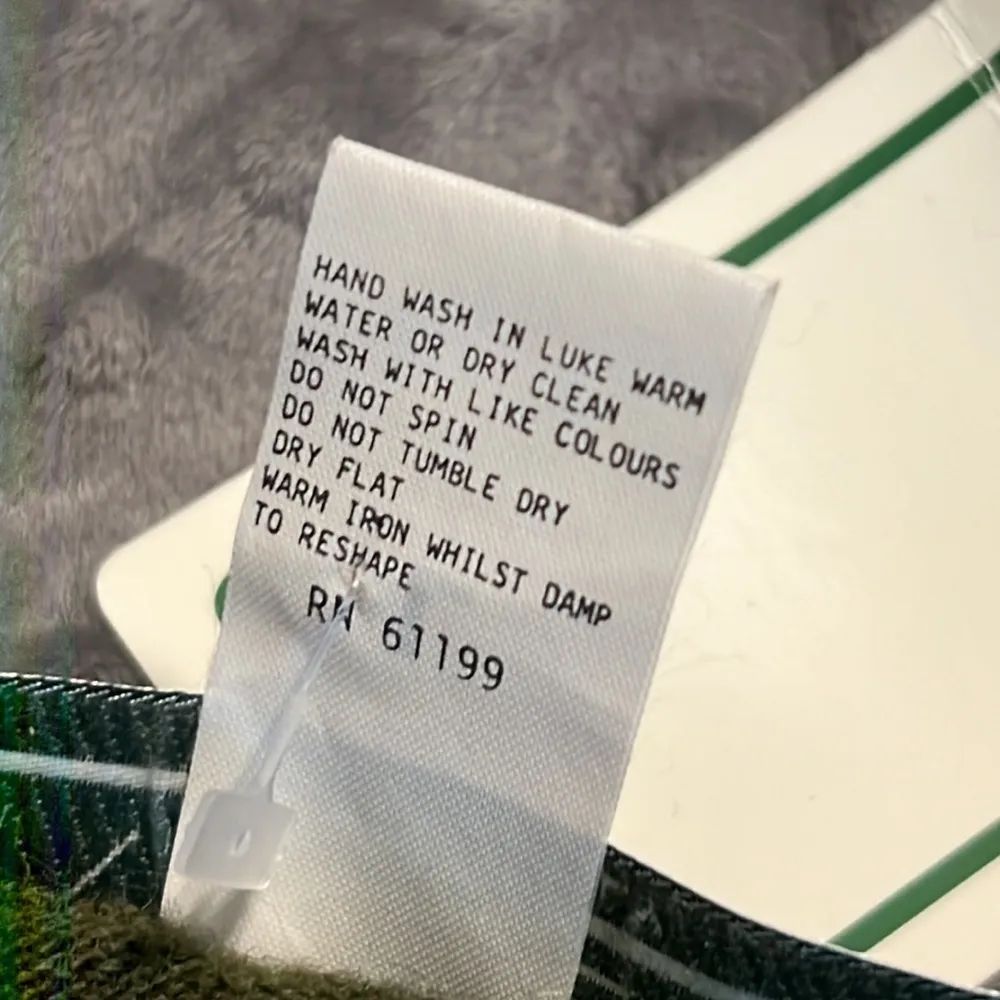 HAND WASH IN LUKE WARM
WATER OR DRY CLEAN
WASH WITH LIKE COLOURS
DO NOT SPIN
DO NOT TUMBLE DRY
DRY FLAT
WARM IRON WHILST DAMP
TO RESHAPE
RN 61199